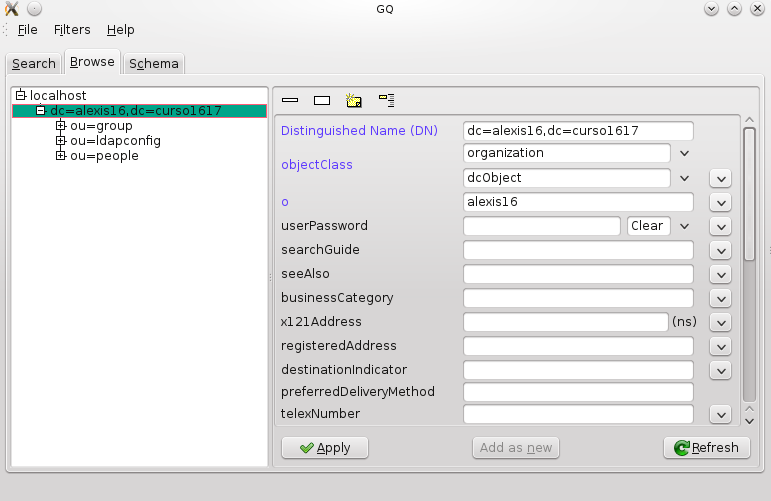 GQ
File Filters Help
Search Browse Schema
localhost
dc=alexis16,dc=curso1617
ou=group
ou=ldapconfig
ou=people
Distinguished Name (DN) dc=alexis16,dc=curso1617
objectClass organization
dcObject
o alexis16
userPassword Clear
searchGuide
seeAlso
businessCategory
x121Address (ns)
registeredAddress
destinationIndicator
preferredDeliveryMethod
telexNumber
Apply Add as new Refresh